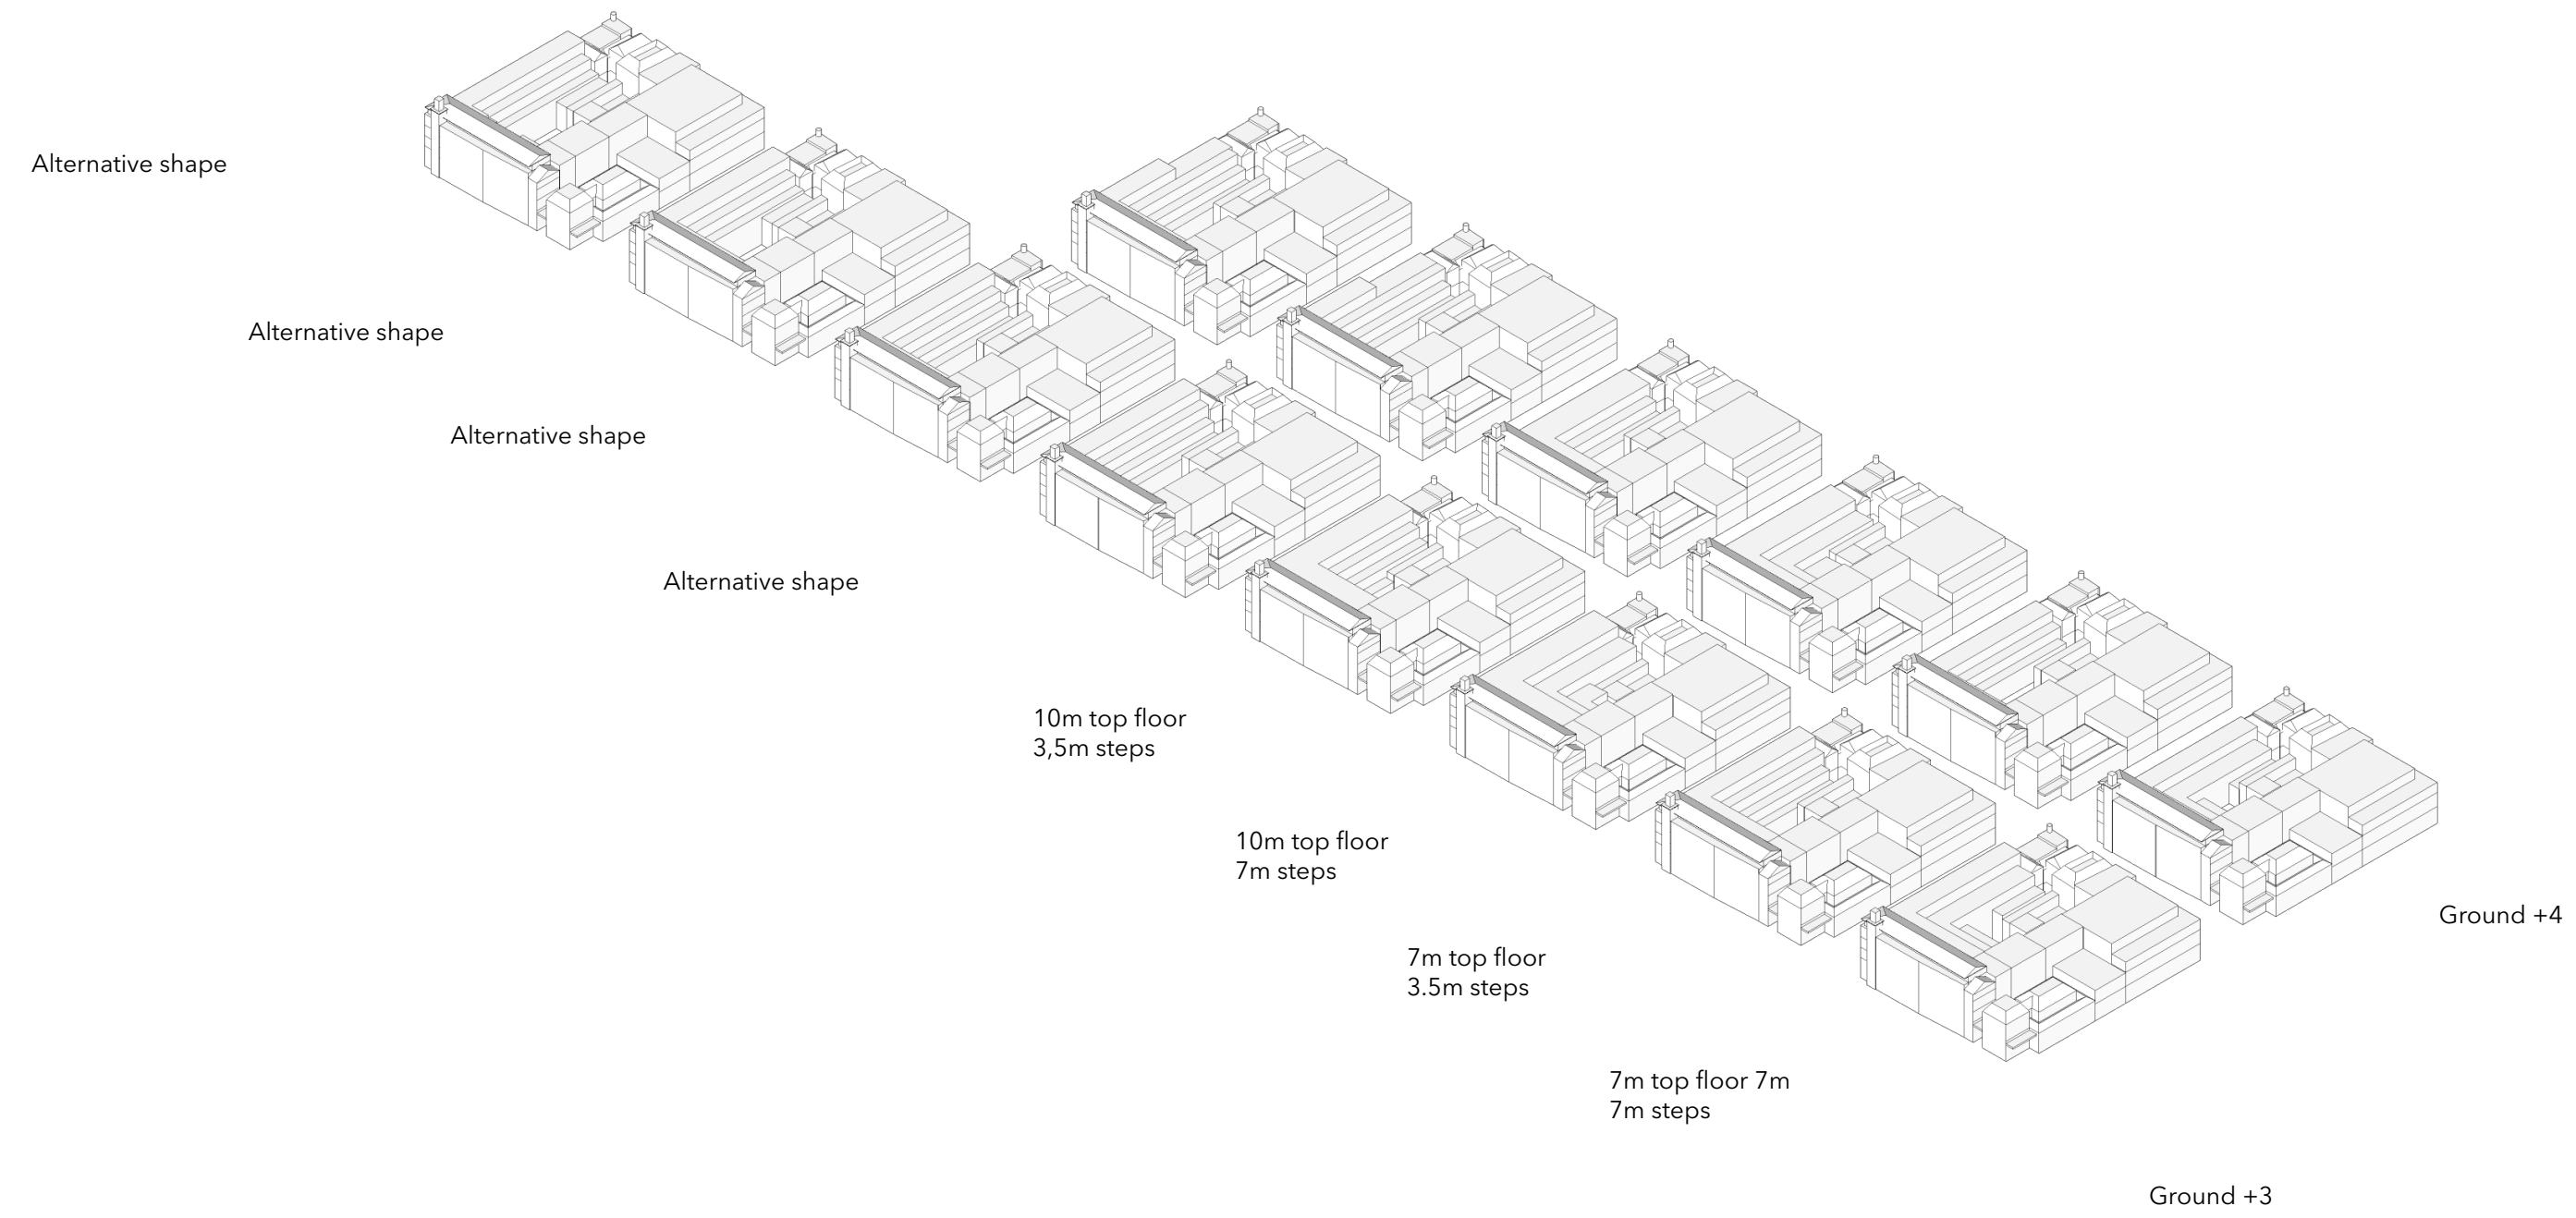 Alternative shape
Alternative shape
Alternative shape
Alternative shape
10m top floor
3,5m steps
10m top floor
7m steps
7m top floor
3.5m steps
7m top floor 7m
7m steps
Ground +4
Ground +3